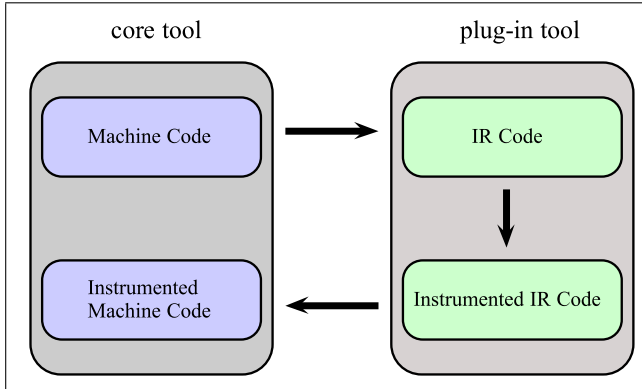 core tool
plug-in tool
Machine Code
IR Code
Instrumented
Machine Code
Instrumented IR Code